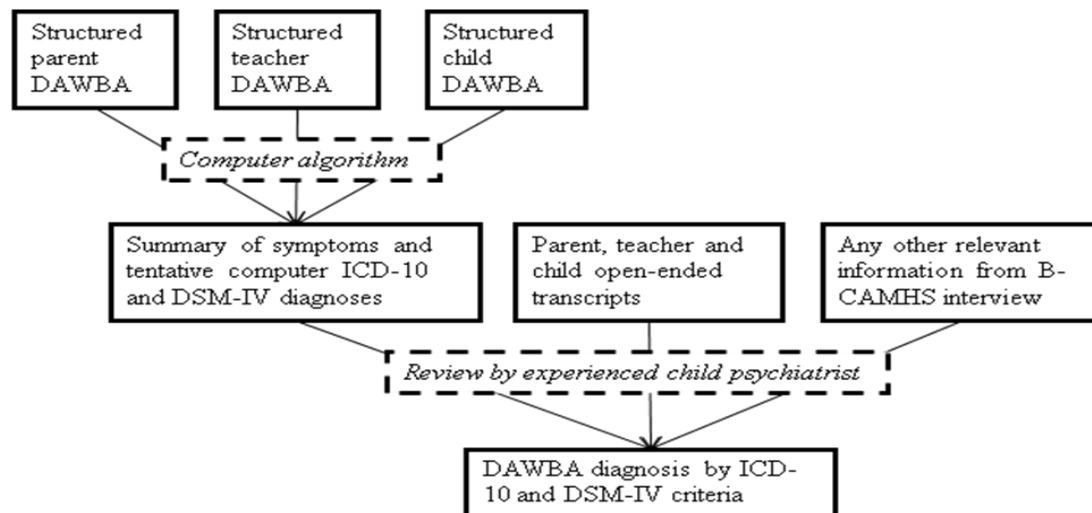 Structured
parent
DAWBA
Structured
teacher
DAWBA
Structured
child
DAWBA
Computer algorithm
Summary of symptoms and
tentative computer ICD-10
and DSM-IV diagnoses
Parent, teacher and
child open-ended
transcripts
Any other relevant
information from B-
CAMHS interview
Review by experienced child psychiatrist
DAWBA diagnosis by ICD-
10 and DSM-IV criteria